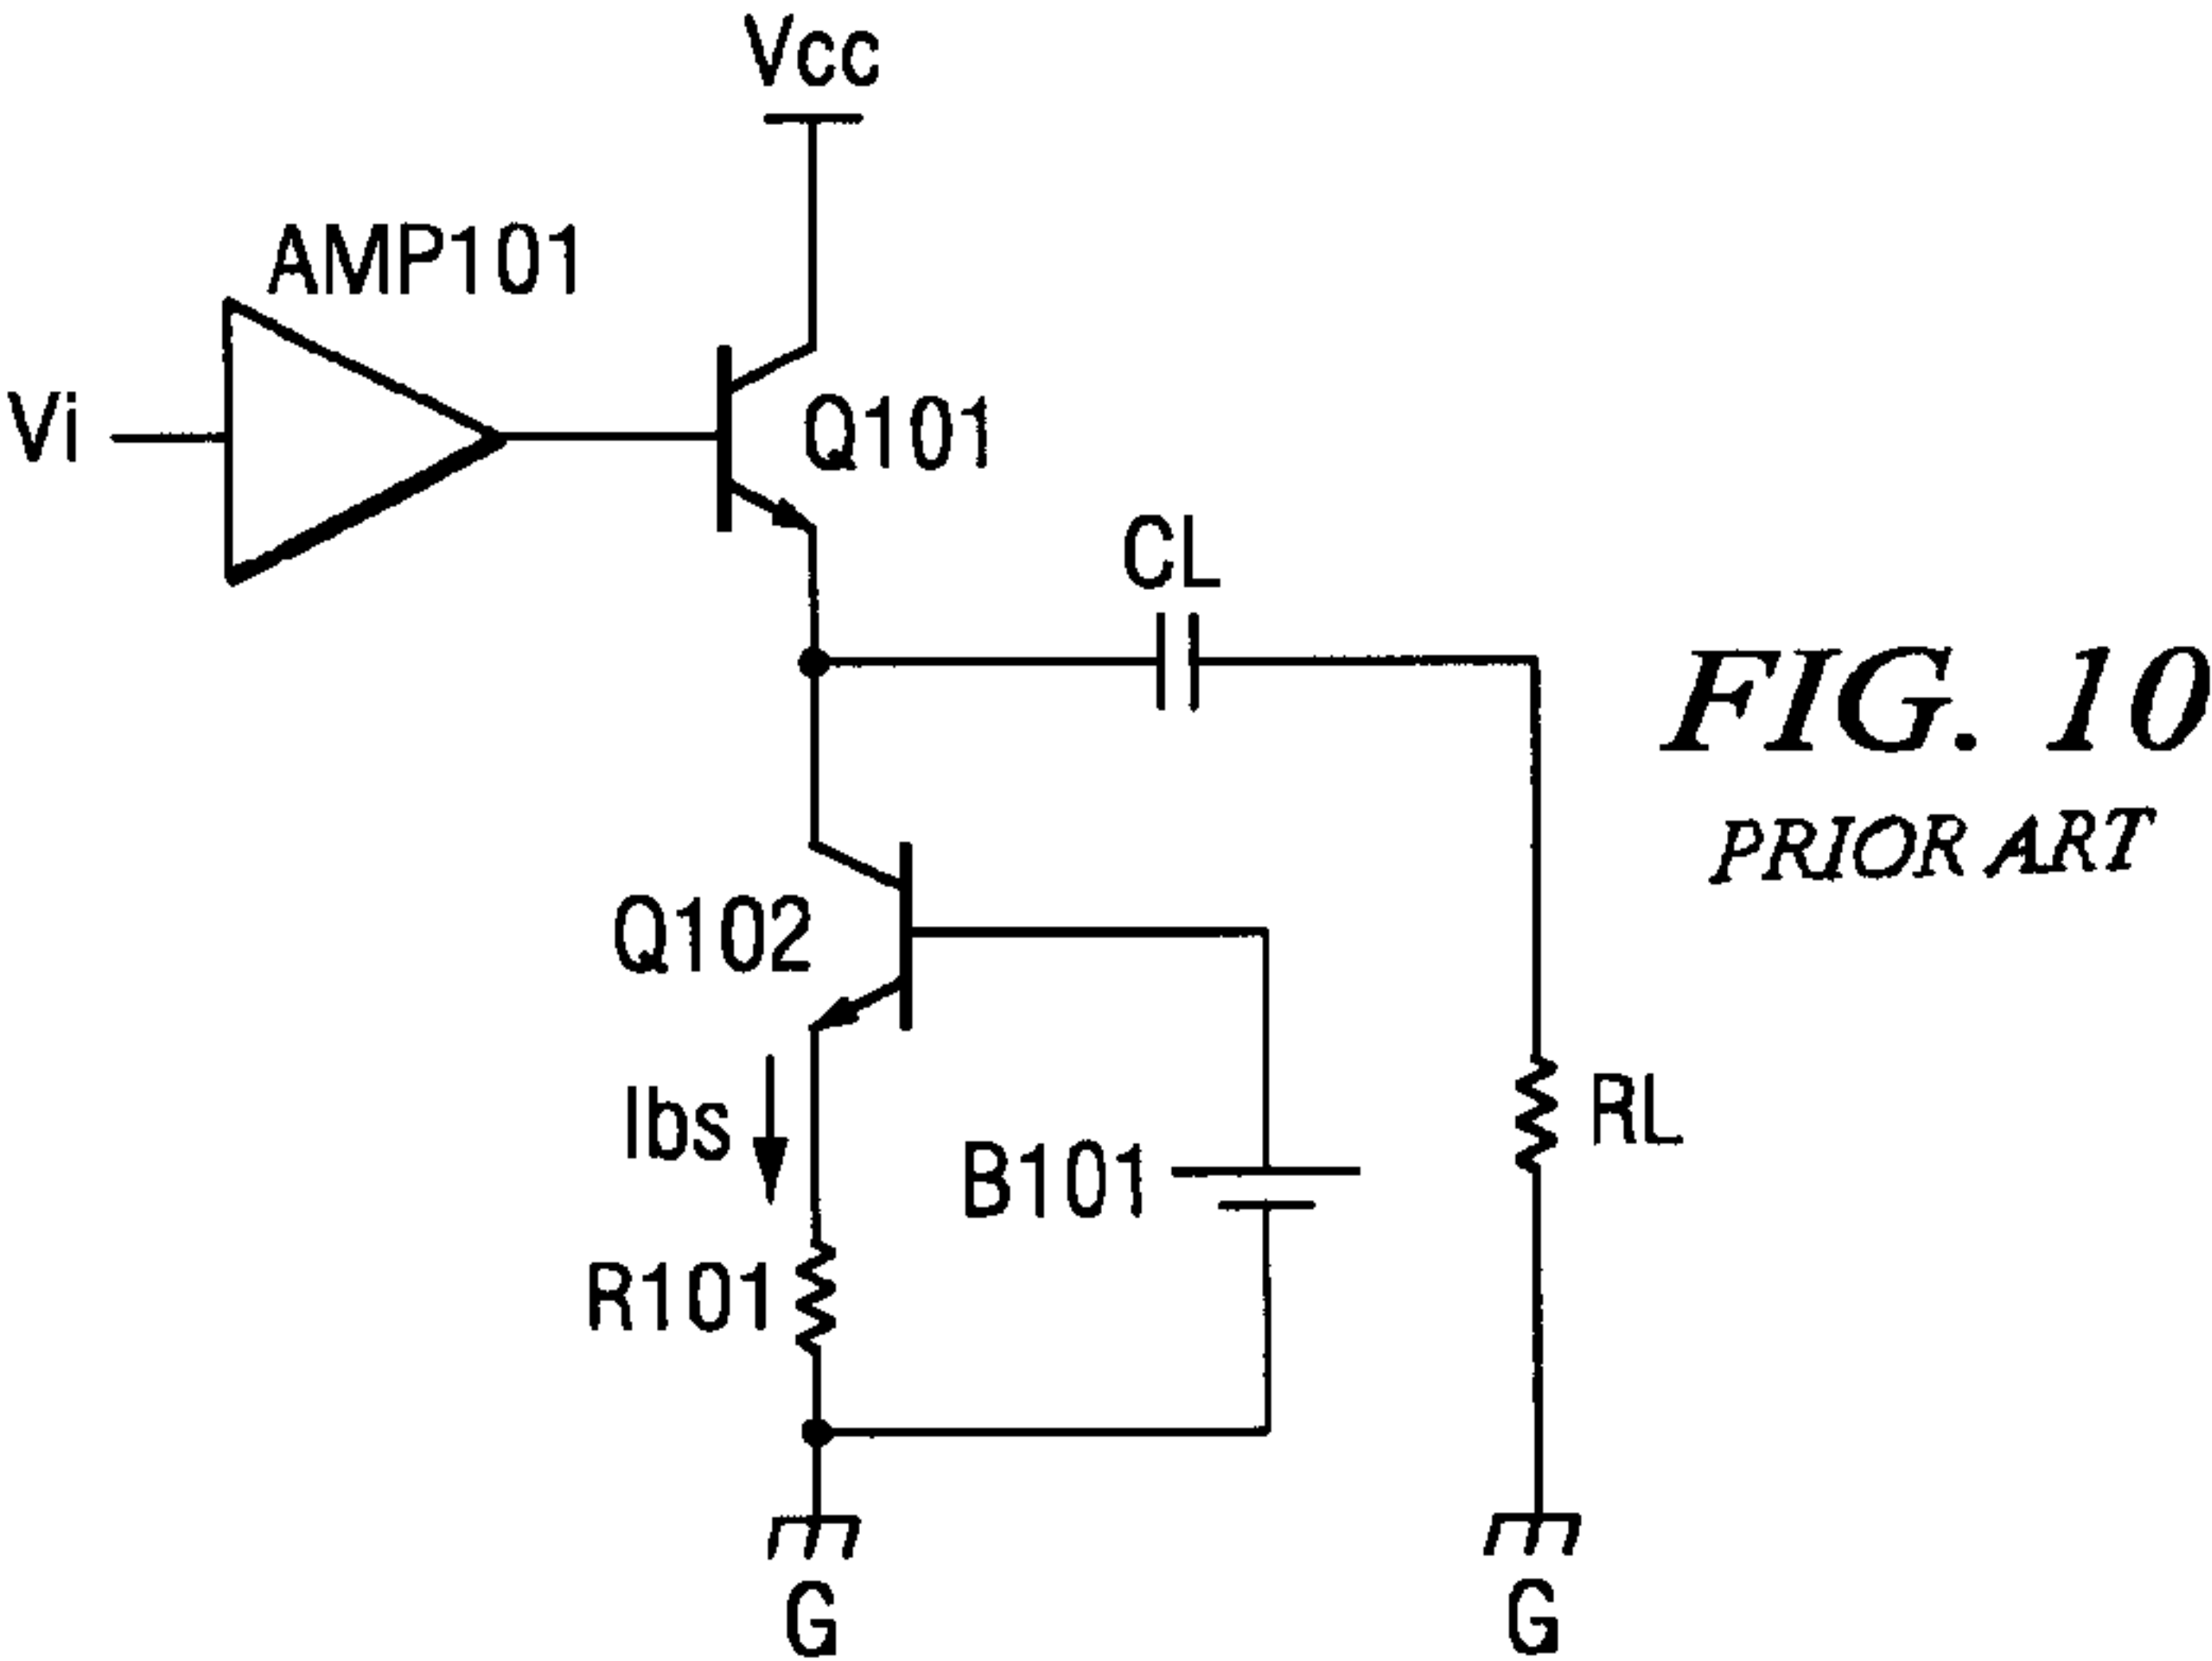 Vcc
AMP101
Vi
Q101
CL
FIG. 10
PRIOR ART
Q102
Ibs
RL
B101
R101
G
G